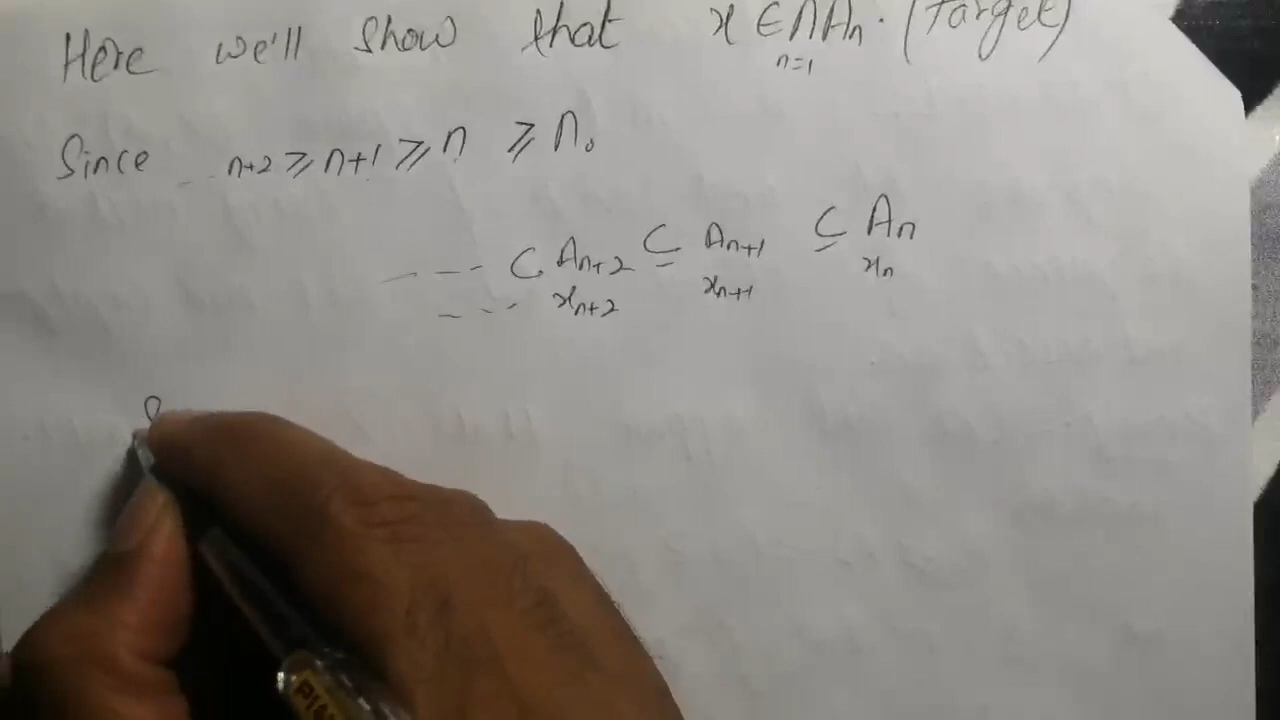 Here we'll show that x ∈ ∩ Aₙ. (Target)
n=1
Since .. n+2 ⩾ n+1 ⩾ n ⩾ n₀
---- ⊂ Aₙ₊₂ ⊆ Aₙ₊₁ ⊆ Aₙ
--- xₙ₊₂ xₙ₊₁ xₙ